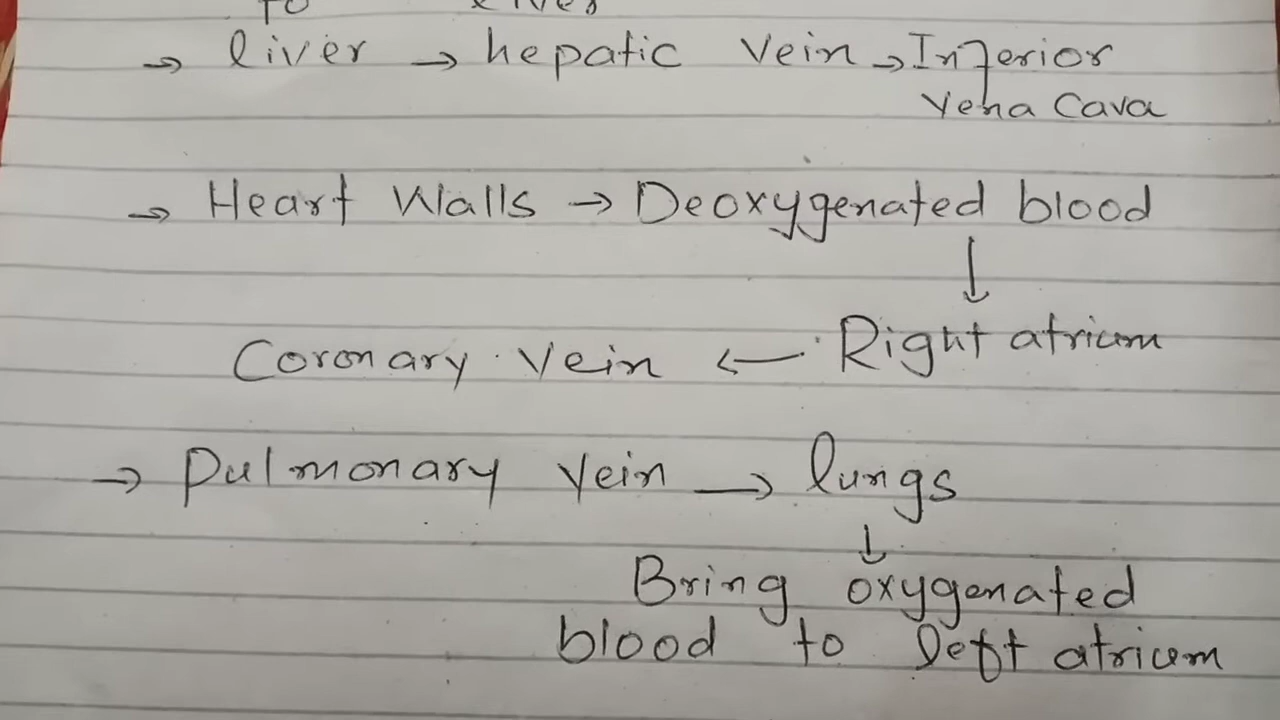 → liver → hepatic vein → Inferior
Vena Cava
→ Heart Walls → Deoxygenated blood
↓
Coronary Vein ← Right atrium
→ Pulmonary Vein → lungs
↓
Bring oxygenated
blood to left atrium